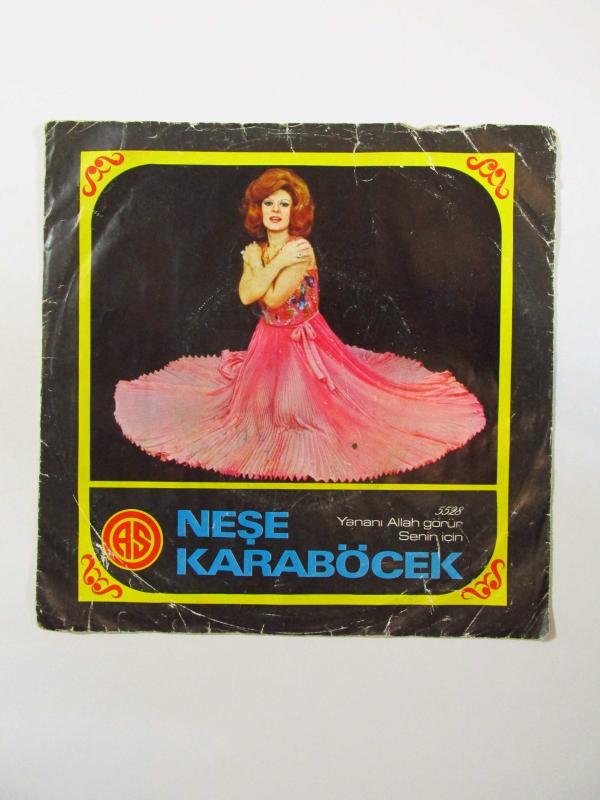 5528
Yananı Allah görür
Senin için
AS
NEŞE
KARABÖCEK